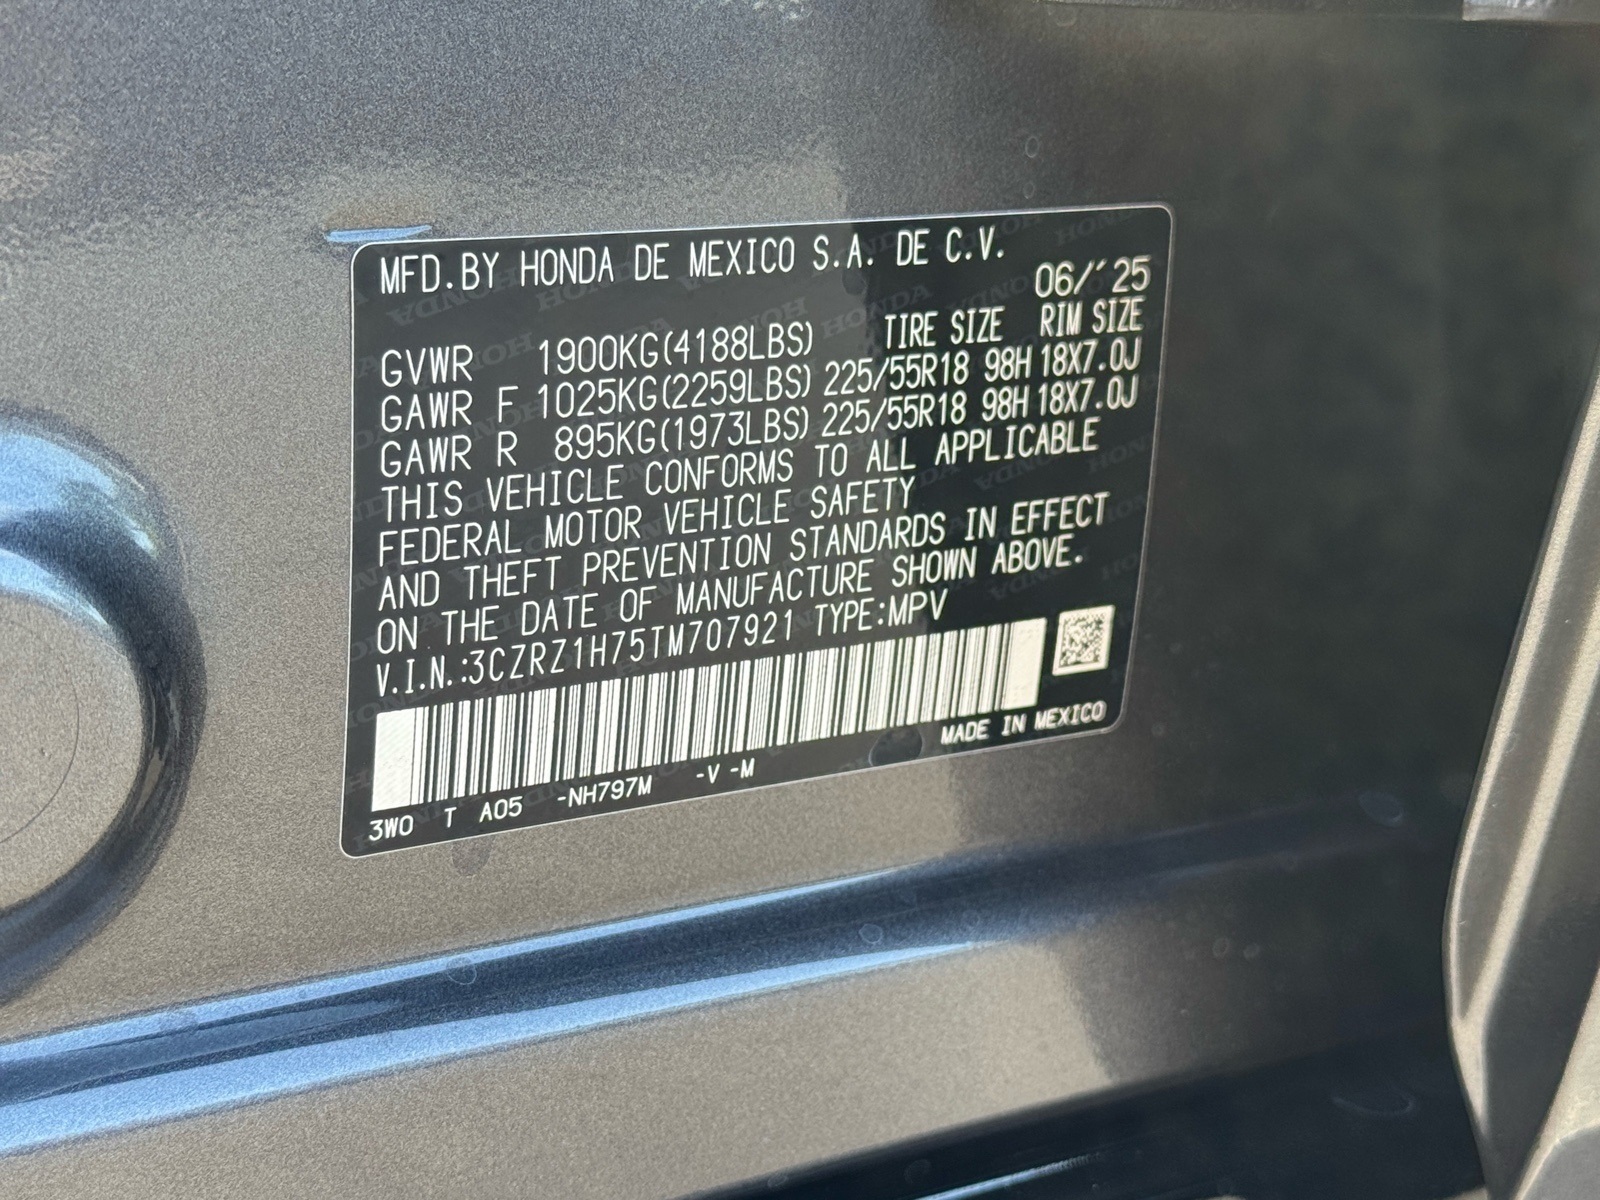 MFD.BY HONDA DE MEXICO S.A. DE C.V.
06/'25
TIRE SIZE RIM SIZE
GVWR 1900KG(4188LBS)
GAWR F 1025KG(2259LBS) 225/55R18 98H 18X7.0J
GAWR R 895KG(1973LBS) 225/55R18 98H 18X7.0J
THIS VEHICLE CONFORMS TO ALL APPLICABLE
FEDERAL MOTOR VEHICLE SAFETY
AND THEFT PREVENTION STANDARDS IN EFFECT
ON THE DATE OF MANUFACTURE SHOWN ABOVE.
V.I.N.:3CZRZ1H75TM707921 TYPE:MPV
MADE IN MEXICO
3W0 T A05 -NH797M -V -M